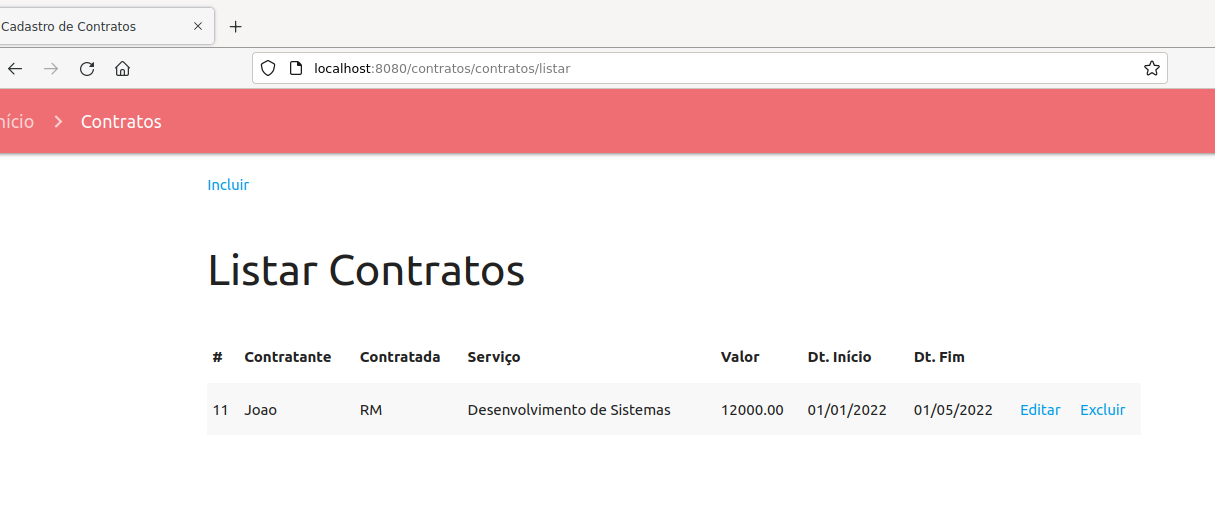 Cadastro de Contratos
localhost:8080/contratos/contratos/listar
nício > Contratos
Incluir
Listar Contratos
# Contratante Contratada Serviço Valor Dt. Início Dt. Fim
11 Joao RM Desenvolvimento de Sistemas 12000.00 01/01/2022 01/05/2022 Editar Excluir